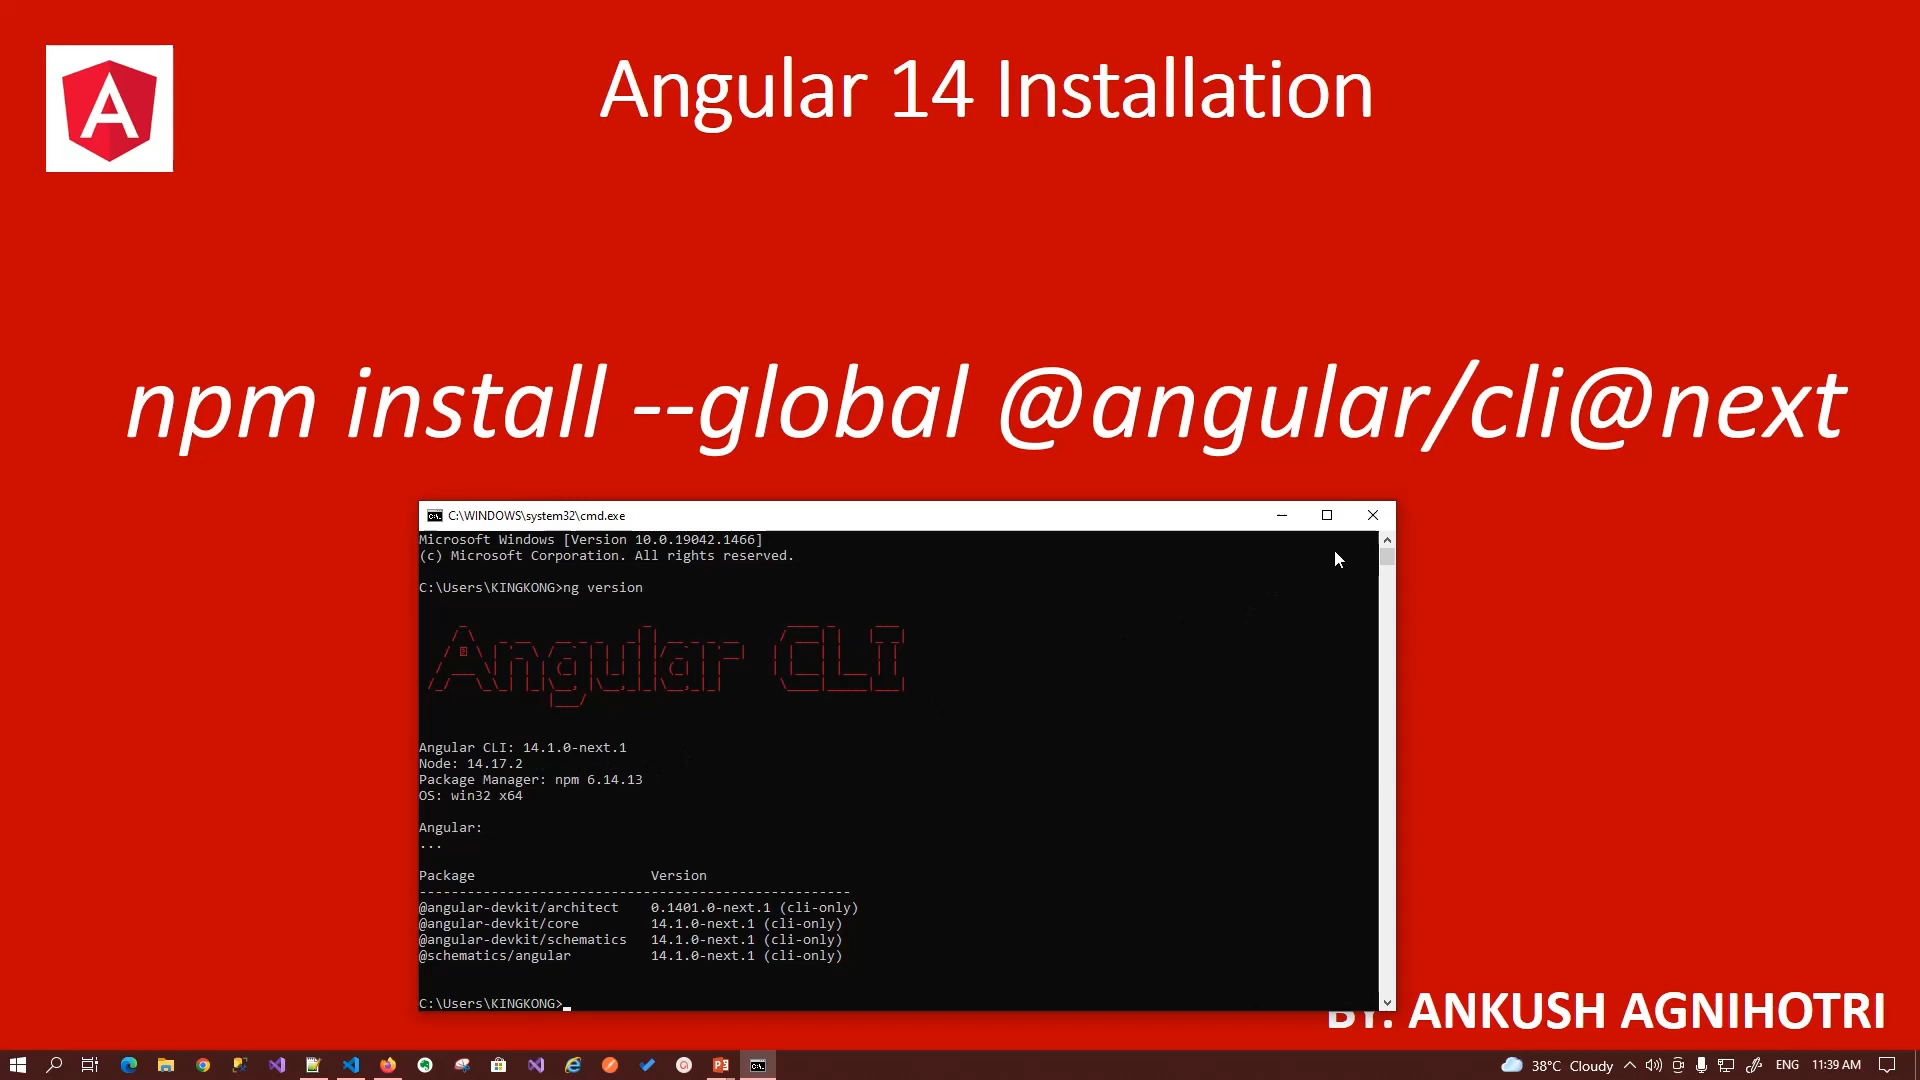 Angular 14 Installation
npm install --global @angular/cli@next
C:\WINDOWS\system32\cmd.exe
Microsoft Windows [Version 10.0.19042.1466]
(c) Microsoft Corporation. All rights reserved.
C:\Users\KINGKONG>ng version
Angular CLI
Angular CLI: 14.1.0-next.1
Node: 14.17.2
Package Manager: npm 6.14.13
OS: win32 x64
Angular:
...
Package Version
------------------------------------------------------
@angular-devkit/architect 0.1401.0-next.1 (cli-only)
@angular-devkit/core 14.1.0-next.1 (cli-only)
@angular-devkit/schematics 14.1.0-next.1 (cli-only)
@schematics/angular 14.1.0-next.1 (cli-only)
C:\Users\KINGKONG>
BY: ANKUSH AGNIHOTRI
38°C Cloudy ENG 11:39 AM